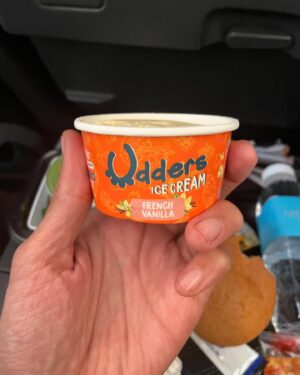 Udders
ICE CREAM
FRENCH
VANILLA